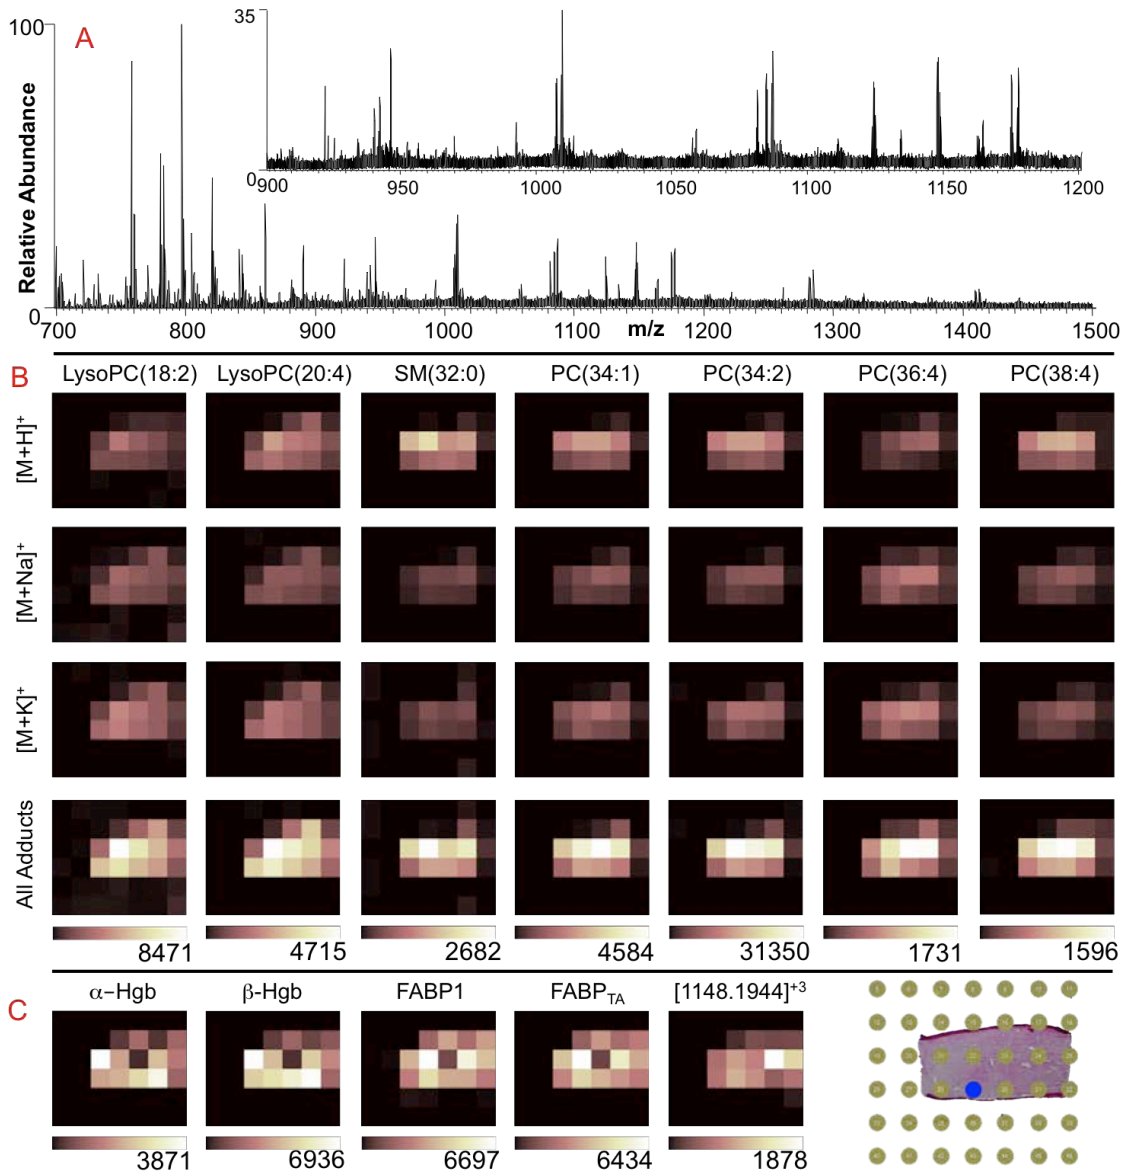 A
100
Relative Abundance
0
35
0
900 950 1000 1050 1100 1150 1200
700 800 900 1000 1100 1200 1300 1400 1500
m/z
B
LysoPC(18:2) LysoPC(20:4) SM(32:0) PC(34:1) PC(34:2) PC(36:4) PC(38:4)
[M+H]+
[M+Na]+
[M+K]+
All Adducts
8471 4715 2682 4584 31350 1731 1596
C
α–Hgb β-Hgb FABP1 FABPTA [1148.1944]+3
3871 6936 6697 6434 1878